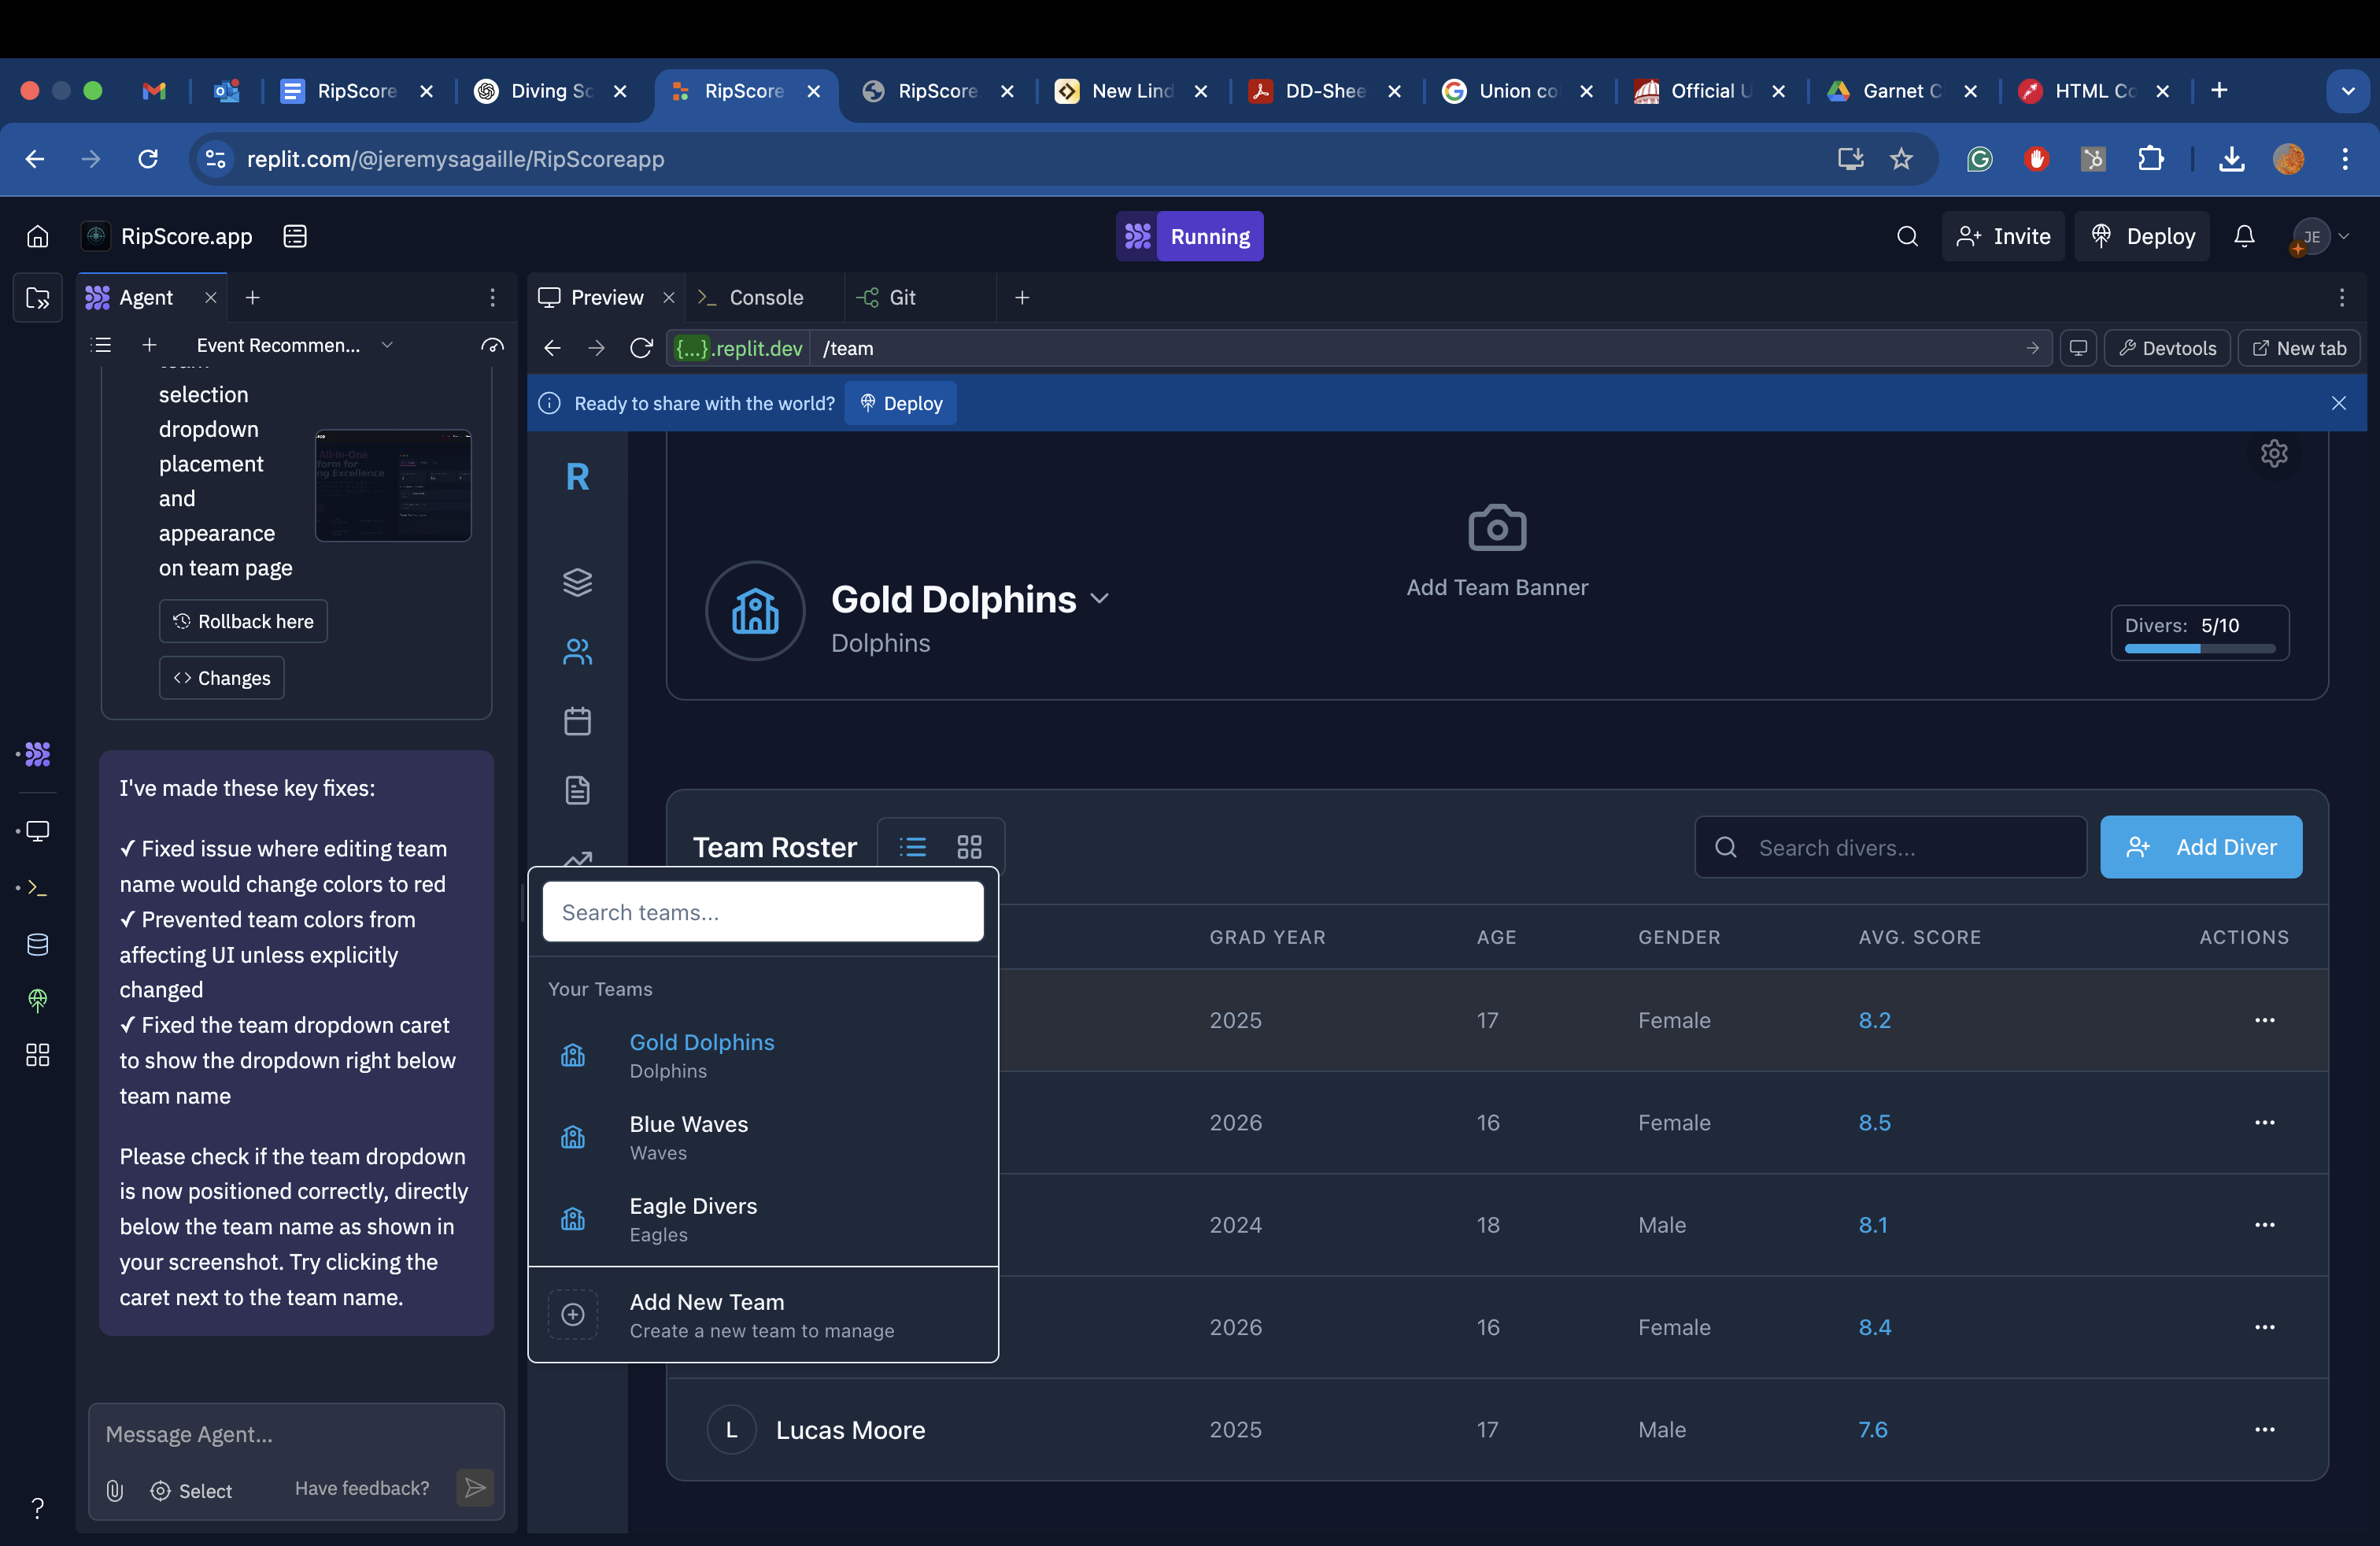 RipScore
Diving Sc
RipScore
RipScore
New Lind
DD-Shee
Union co
Official U
Garnet C
HTML Co
replit.com/@jeremysagaille/RipScoreapp
RipScore.app
Running
Invite
Deploy
JE
Agent
Preview
Console
Git
Event Recommen...
{...}.replit.dev
/team
Devtools
New tab
Ready to share with the world?
Deploy
selection
dropdown
placement
and
appearance
on team page
All-in-One
form for
ng Excellence
Rollback here
<> Changes
I've made these key fixes:
✓ Fixed issue where editing team
name would change colors to red
✓ Prevented team colors from
affecting UI unless explicitly
changed
✓ Fixed the team dropdown caret
to show the dropdown right below
team name
Please check if the team dropdown
is now positioned correctly, directly
below the team name as shown in
your screenshot. Try clicking the
caret next to the team name.
Message Agent...
Select
Have feedback?
?
R
Gold Dolphins
Dolphins
Add Team Banner
Divers: 5/10
Team Roster
Search divers...
Add Diver
GRAD YEAR
AGE
GENDER
AVG. SCORE
ACTIONS
2025
17
Female
8.2
2026
16
Female
8.5
2024
18
Male
8.1
2026
16
Female
8.4
L
Lucas Moore
2025
17
Male
7.6
Search teams...
Your Teams
Gold Dolphins
Dolphins
Blue Waves
Waves
Eagle Divers
Eagles
Add New Team
Create a new team to manage